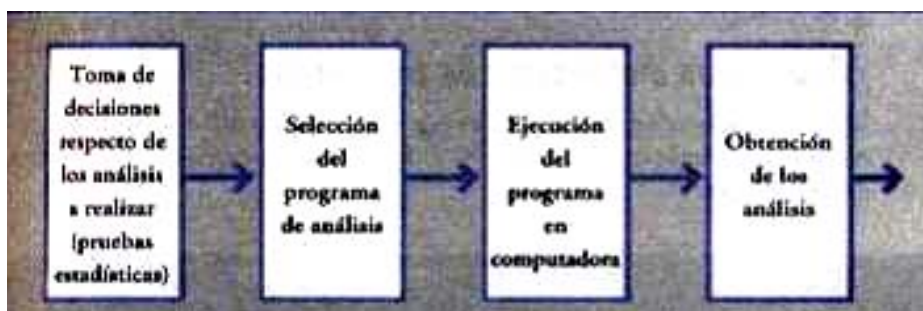 Toma de
decisiones
respecto de
los análisis
a realizar
(pruebas
estadísticas)
Selección
del
programa
de análisis
Ejecución
del
programa
en
computadora
Obtención
de los
análisis